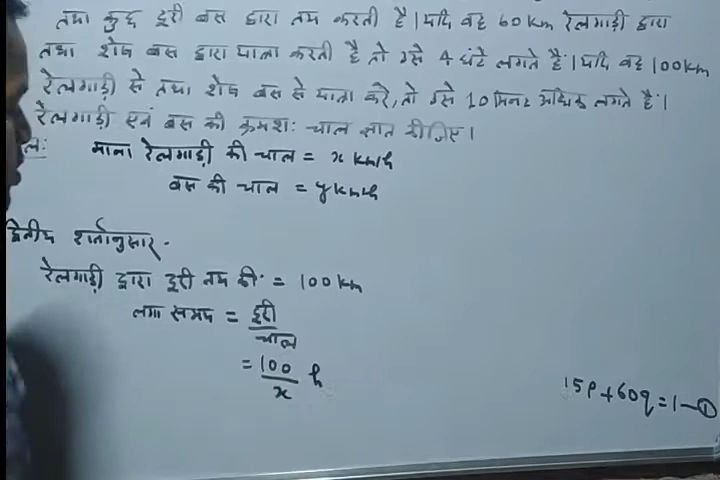 तथा कुछ दूरी बस द्वारा तय करती है। यदि वह 60 km रेलगाड़ी द्वारा
तथा शेष बस द्वारा यात्रा करती है तो उसे 4 घंटे लगते हैं। यदि वह 100 km
रेलगाड़ी से तथा शेष बस से यात्रा करे, तो उसे 10 मिनट अधिक लगते हैं।
रेलगाड़ी एवं बस की क्रमशः चाल ज्ञात कीजिए।
माना रेलगाड़ी की चाल = x km/h
बस की चाल = y km/h
द्वितीय शर्तानुसार -
रेलगाड़ी द्वारा दूरी तय की = 100 km
लगा समय = दूरी
चाल
= 100 h
x
15p + 60q = 1 — ①